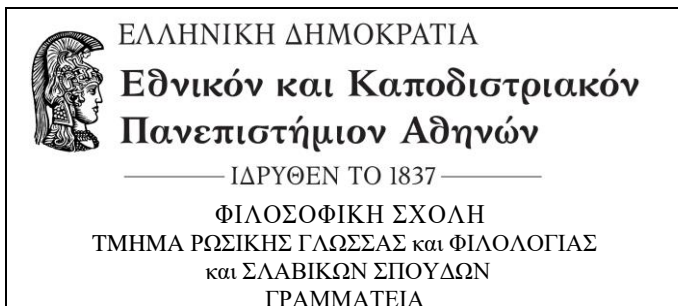 ΕΛΛΗΝΙΚΗ ΔΗΜΟΚΡΑΤΙΑ
Εθνικόν και Καποδιστριακόν
Πανεπιστήμιον Αθηνών
ΙΔΡΥΘΕΝ ΤΟ 1837
ΦΙΛΟΣΟΦΙΚΗ ΣΧΟΛΗ
ΤΜΗΜΑ ΡΩΣΙΚΗΣ ΓΛΩΣΣΑΣ και ΦΙΛΟΛΟΓΙΑΣ
και ΣΛΑΒΙΚΩΝ ΣΠΟΥΔΩΝ
ΓΡΑΜΜΑΤΕΙΑ